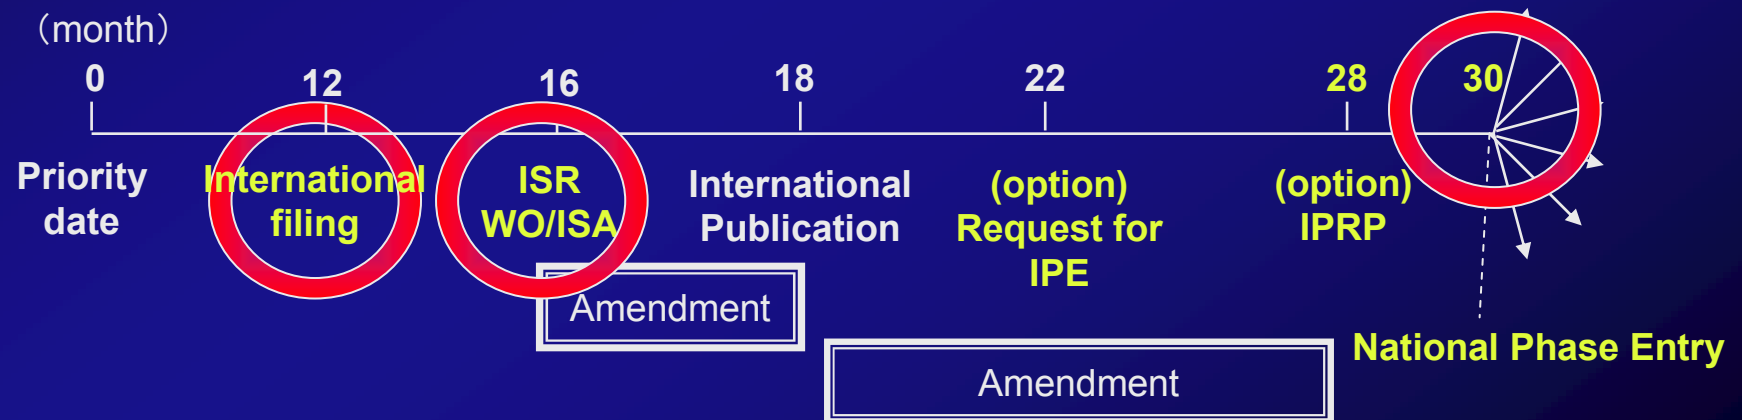 （month）
0
12
16
18
22
28
30
Priority
date
International
filing
ISR
WO/ISA
International
Publication
(option)
Request for
IPE
(option)
IPRP
Amendment
National Phase Entry
Amendment